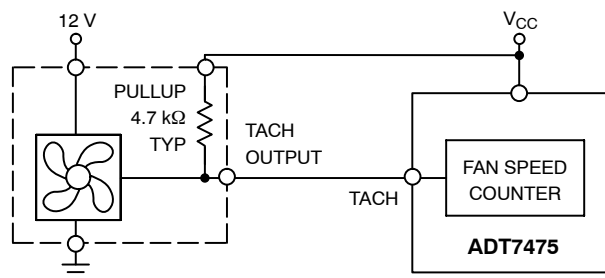 12 V
VCC
PULLUP
4.7 kΩ
TYP
TACH
OUTPUT
TACH
FAN SPEED
COUNTER
ADT7475